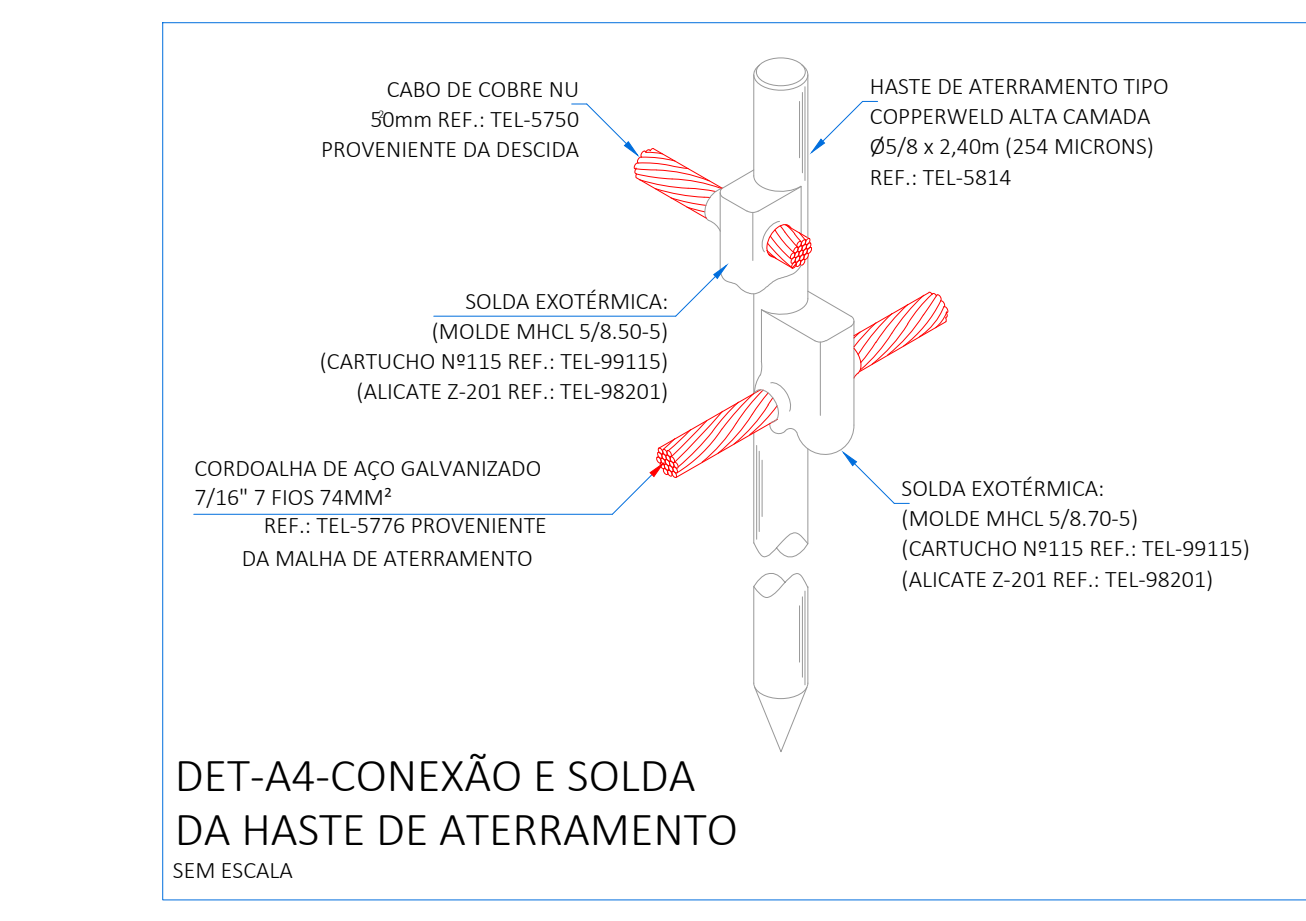 CABO DE COBRE NU
50mm² REF.: TEL-5750
PROVENIENTE DA DESCIDA
HASTE DE ATERRAMENTO TIPO
COPPERWELD ALTA CAMADA
Ø5/8 x 2,40m (254 MICRONS)
REF.: TEL-5814
SOLDA EXOTÉRMICA:
(MOLDE MHCL 5/8.50-5)
(CARTUCHO Nº115 REF.: TEL-99115)
(ALICATE Z-201 REF.: TEL-98201)
CORDOALHA DE AÇO GALVANIZADO
7/16" 7 FIOS 74MM²
REF.: TEL-5776 PROVENIENTE
DA MALHA DE ATERRAMENTO
SOLDA EXOTÉRMICA:
(MOLDE MHCL 5/8.70-5)
(CARTUCHO Nº115 REF.: TEL-99115)
(ALICATE Z-201 REF.: TEL-98201)
DET-A4-CONEXÃO E SOLDA
DA HASTE DE ATERRAMENTO
SEM ESCALA